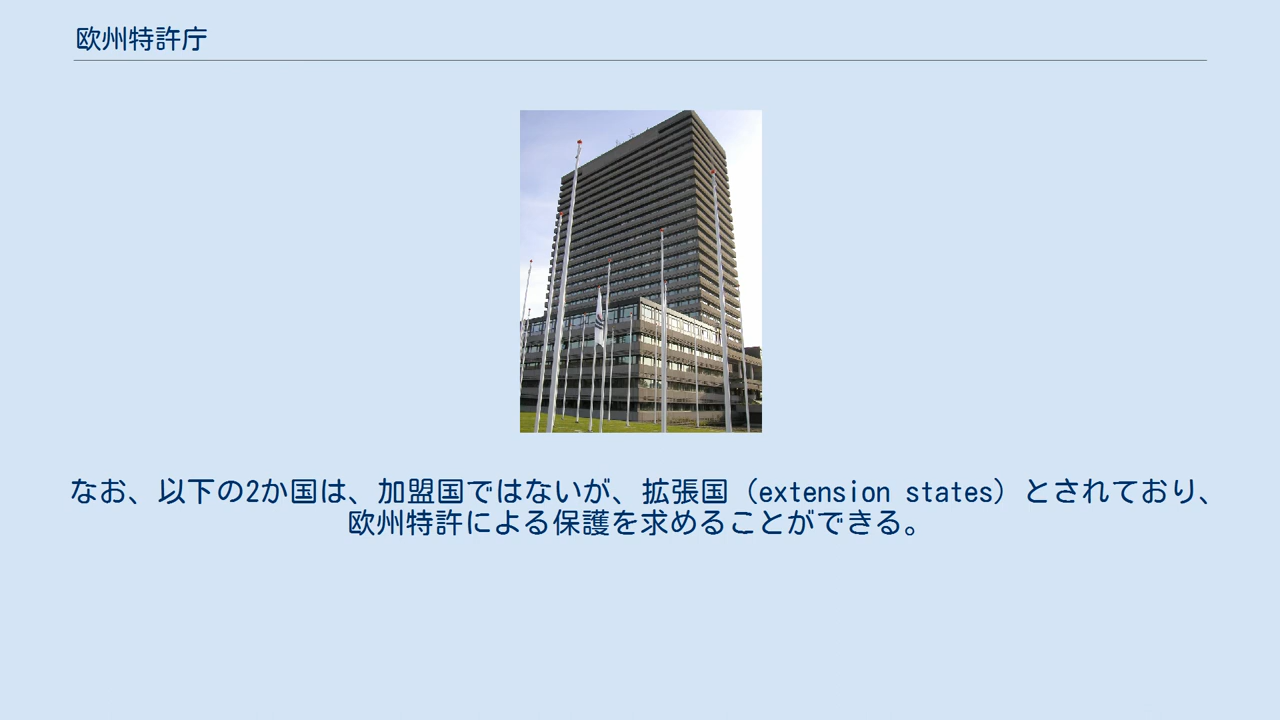 欧州特許庁
なお、以下の2か国は、加盟国ではないが、拡張国（extension states）とされており、
欧州特許による保護を求めることができる。